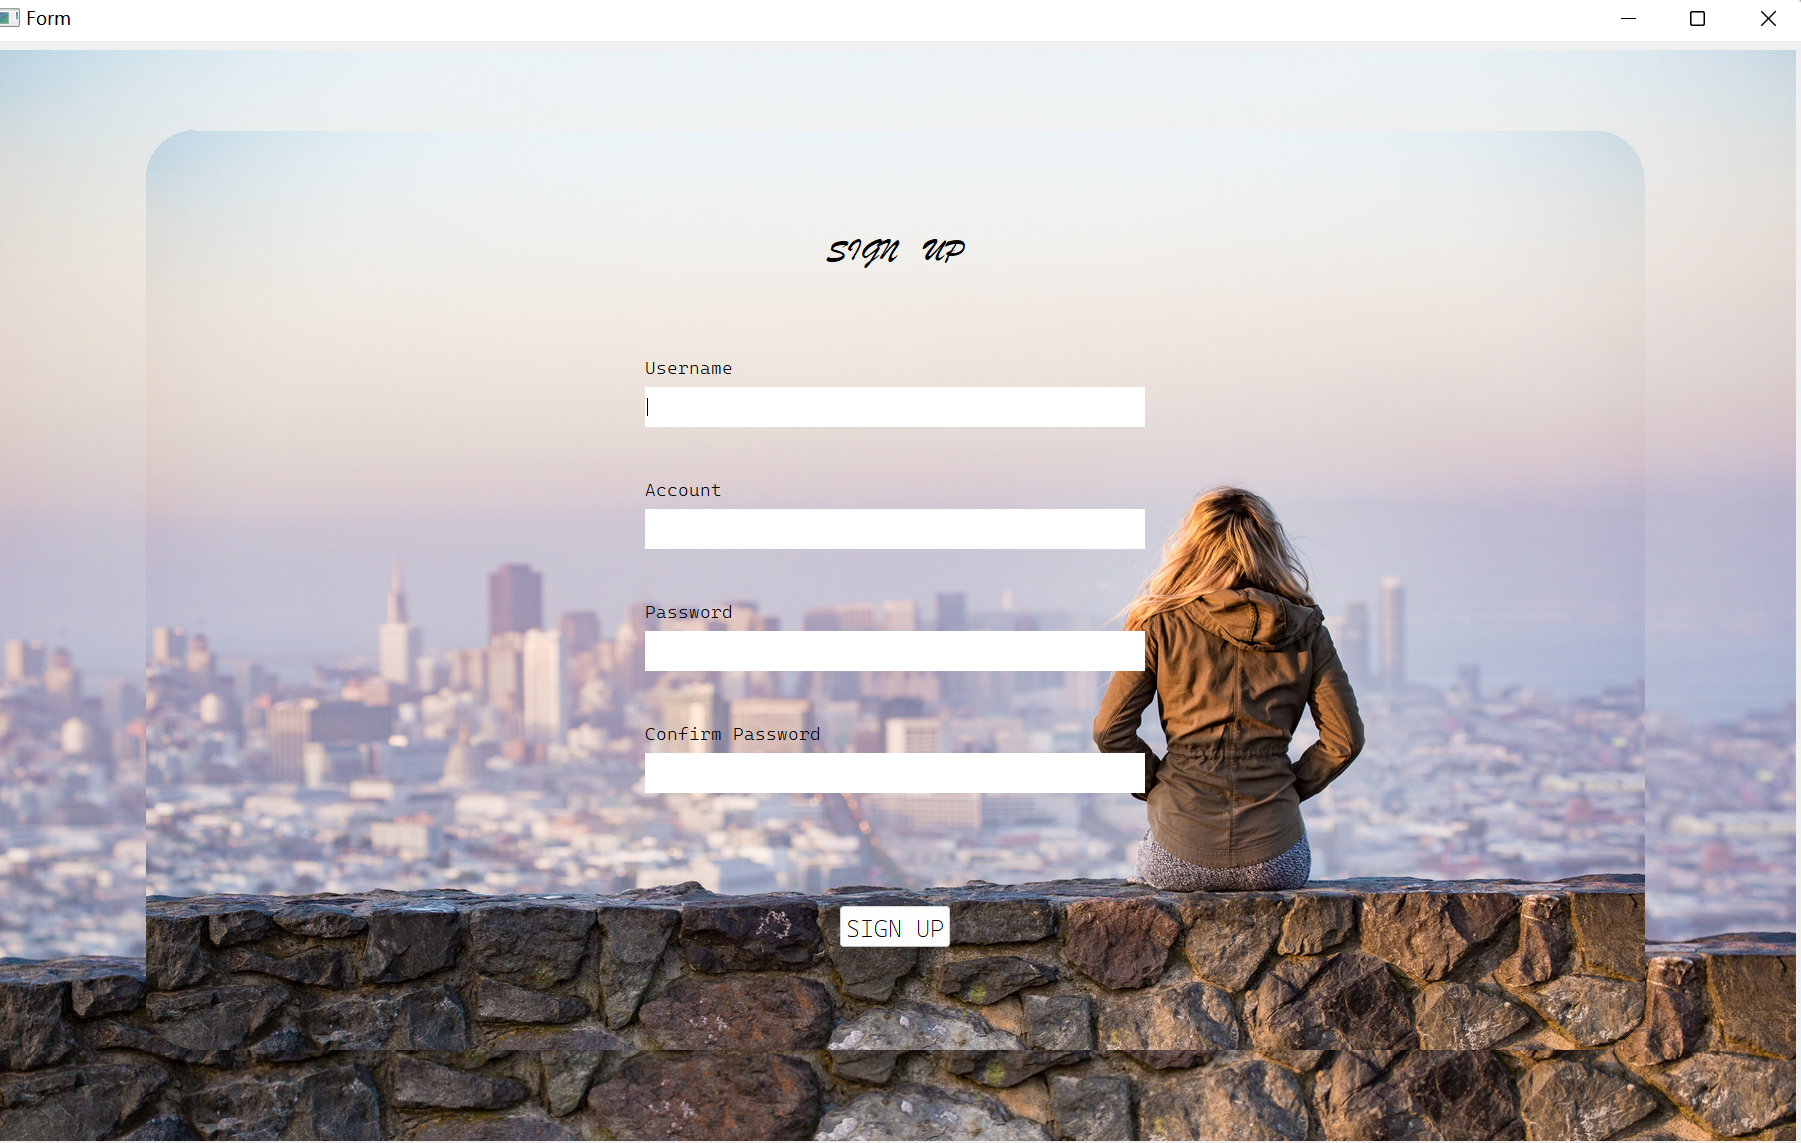 Form
SIGN UP
Username
Account
Password
Confirm Password
SIGN UP